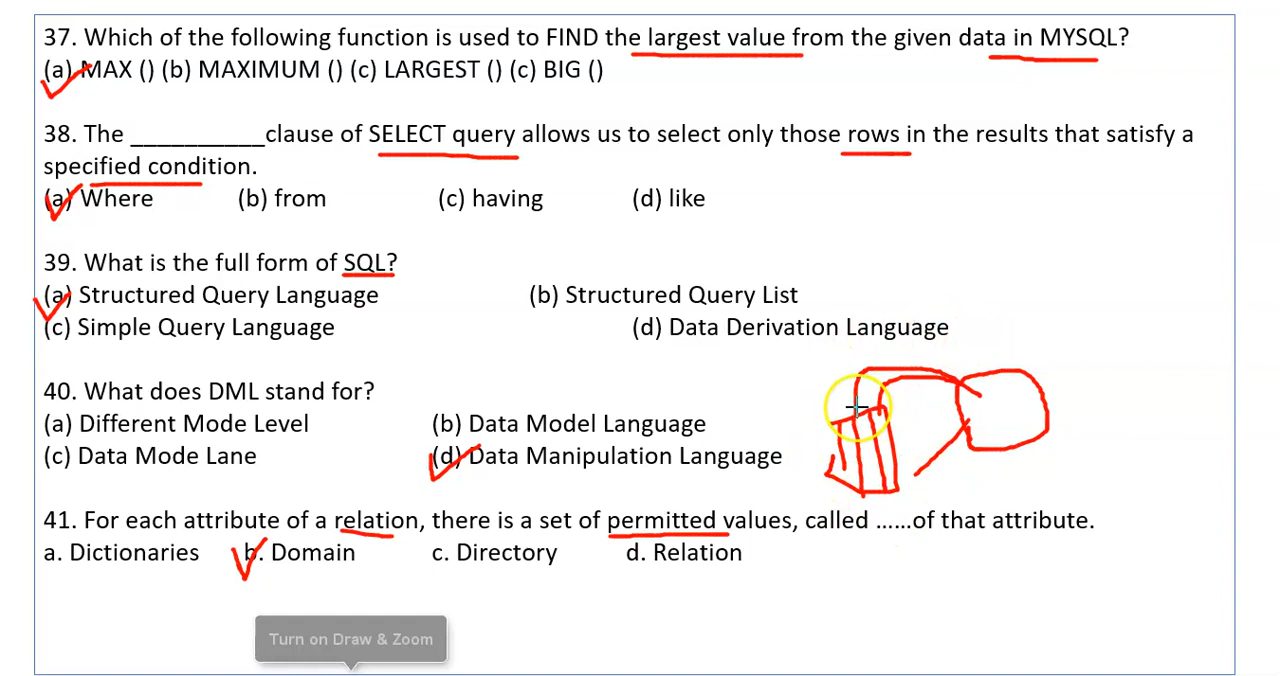 37. Which of the following function is used to FIND the largest value from the given data in MYSQL?
(a) MAX () (b) MAXIMUM () (c) LARGEST () (c) BIG ()
38. The __________clause of SELECT query allows us to select only those rows in the results that satisfy a
specified condition.
(a) Where (b) from (c) having (d) like
39. What is the full form of SQL?
(a) Structured Query Language (b) Structured Query List
(c) Simple Query Language (d) Data Derivation Language
40. What does DML stand for?
(a) Different Mode Level (b) Data Model Language
(c) Data Mode Lane (d) Data Manipulation Language
41. For each attribute of a relation, there is a set of permitted values, called ......of that attribute.
a. Dictionaries b. Domain c. Directory d. Relation
Turn on Draw & Zoom